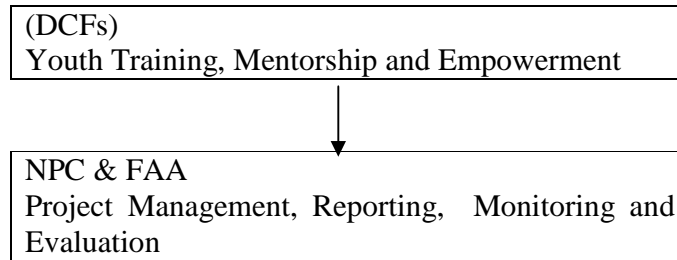 (DCFs)
Youth Training, Mentorship and Empowerment
NPC & FAA
Project Management, Reporting, Monitoring and
Evaluation